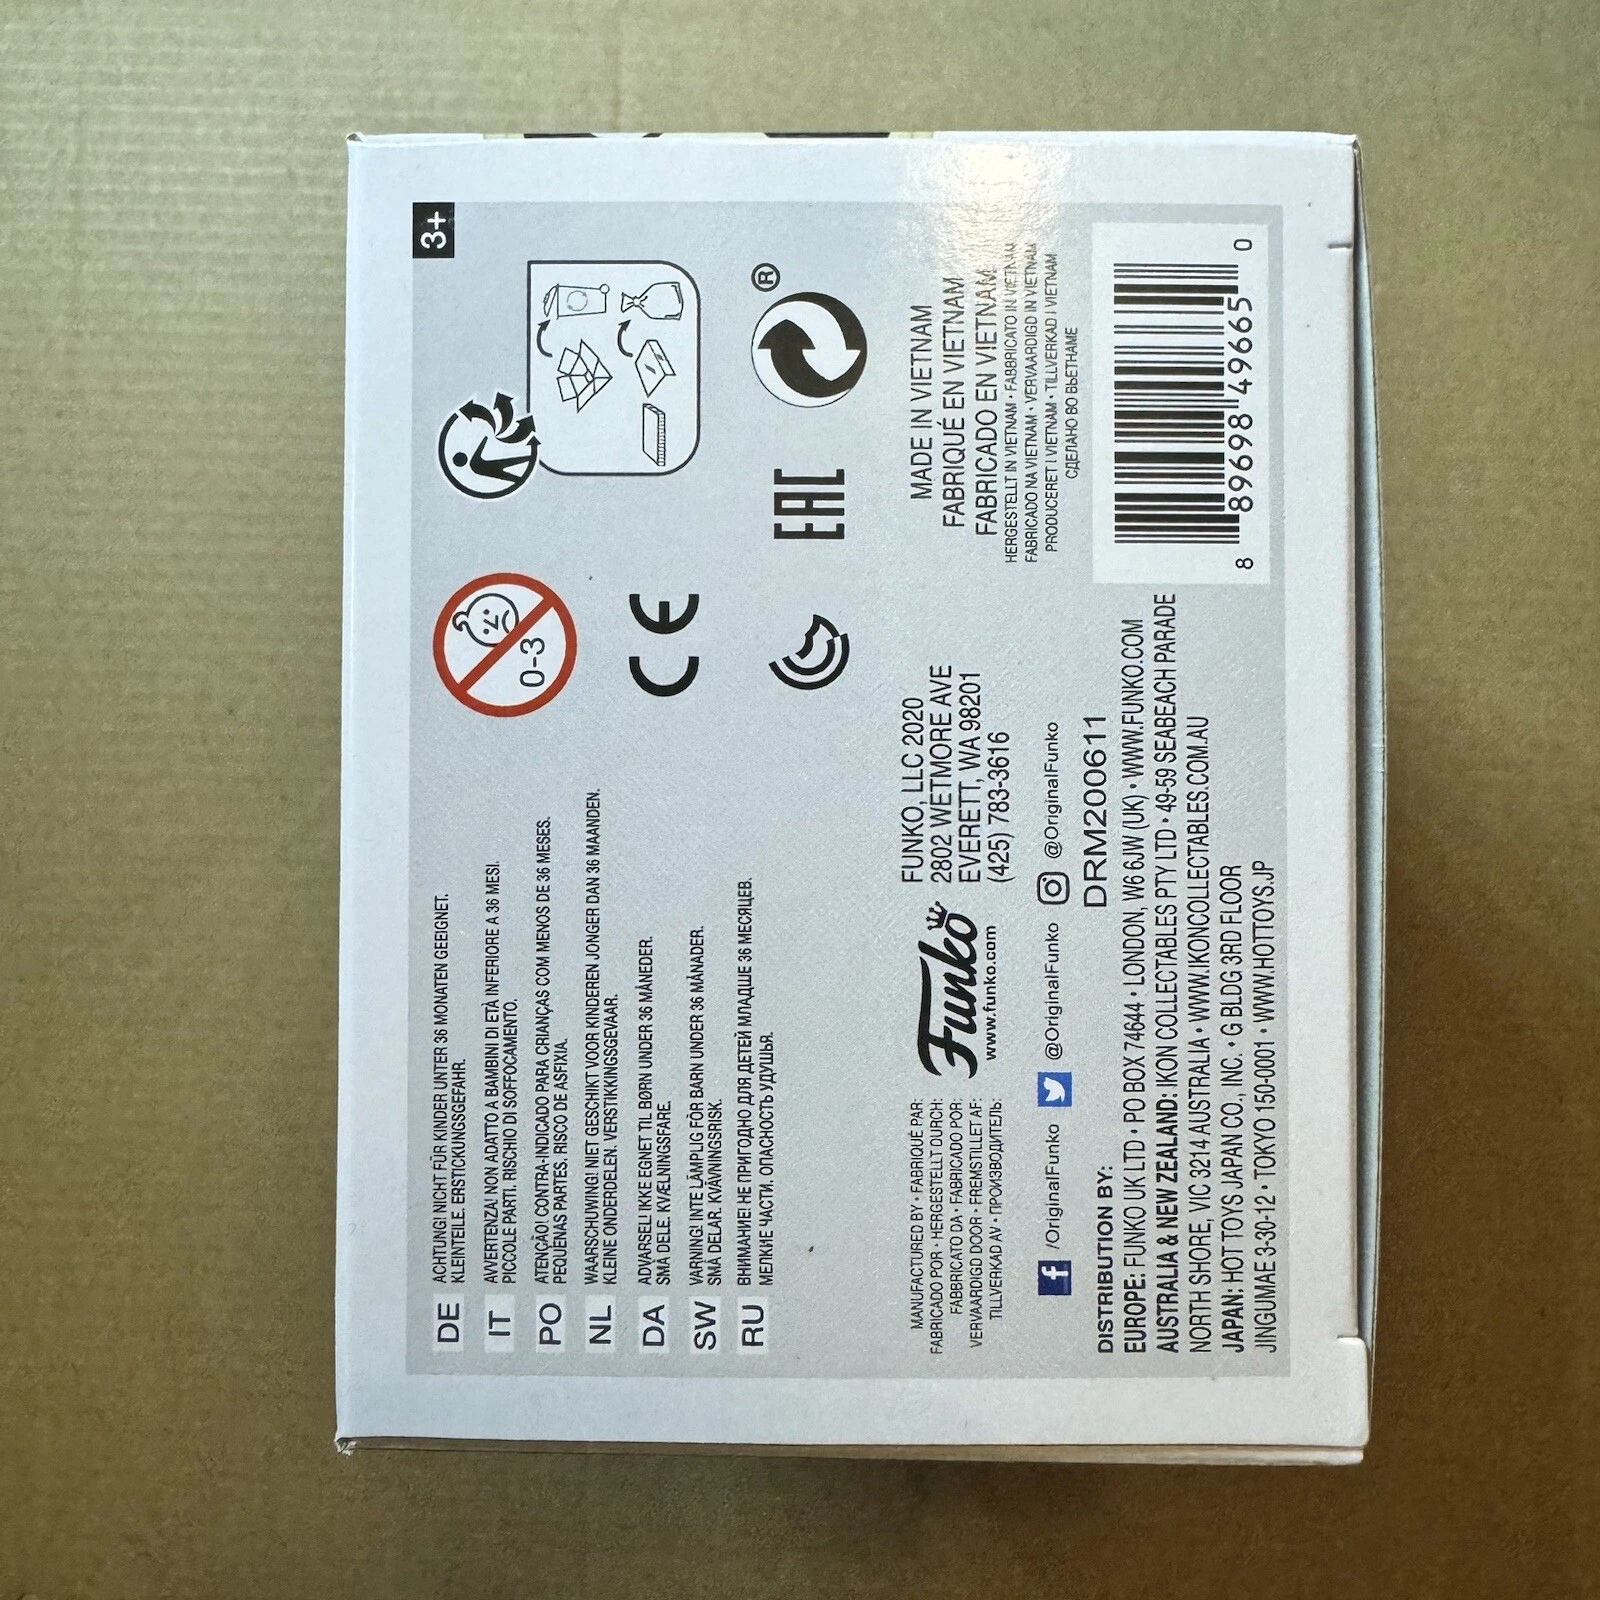 3+
DE
ACHTUNG! NICHT FÜR KINDER UNTER 36 MONATEN GEEIGNET.
KLEINTEILE. ERSTICKUNGSGEFAHR.
IT
AVVERTENZA! NON ADATTO A BAMBINI DI ETÀ INFERIORE A 36 MESI.
PICCOLE PARTI. RISCHIO DI SOFFOCAMENTO.
PO
ATENÇÃO! CONTRA-INDICADO PARA CRIANÇAS COM MENOS DE 36 MESES.
PEQUENAS PARTES. RISCO DE ASFIXIA.
NL
WAARSCHUWING! NIET GESCHIKT VOOR KINDEREN JONGER DAN 36 MAANDEN.
KLEINE ONDERDELEN. VERSTIKKINGSGEVAAR.
DA
ADVARSEL! IKKE EGNET TIL BØRN UNDER 36 MÅNEDER.
SMÅ DELE. KVÆLNINGSFARE.
SW
VARNING! INTE LÄMPLIG FÖR BARN UNDER 36 MÅNADER.
SMÅ DELAR. KVÄVNINGSRISK.
RU
ВНИМАНИЕ! НЕ ПРИГОДНО ДЛЯ ДЕТЕЙ МЛАДШЕ 36 МЕСЯЦЕВ.
МЕЛКИЕ ЧАСТИ. ОПАСНОСТЬ УДУШЬЯ.
0-3
CE
EAC
®
MANUFACTURED BY • FABRIQUÉ PAR:
FABRICADO POR • HERGESTELLT DURCH:
FABBRICATO DA • FABRICADO POR:
VERVAARDIGD DOOR • FREMSTILLET AF:
TILLVERKAD AV • ПРОИЗВОДИТЕЛЬ:
Funko
www.funko.com
FUNKO, LLC 2020
2802 WETMORE AVE
EVERETT, WA 98201
(425) 783-3616
MADE IN VIETNAM
FABRIQUÉ EN VIETNAM
FABRICADO EN VIETNAM
HERGESTELLT IN VIETNAM • FABBRICATO IN VIETNAM
FABRICADO NA VIETNAM • VERVAARDIGD IN VIETNAM
PRODUCERET I VIETNAM • TILLVERKAD I VIETNAM
СДЕЛАНО ВО ВЬЕТНАМЕ
/OriginalFunko @OriginalFunko @OriginalFunko
DRM200611
DISTRIBUTION BY:
EUROPE: FUNKO UK LTD • PO BOX 74644 • LONDON, W6 6JW (UK) • WWW.FUNKO.COM
AUSTRALIA & NEW ZEALAND: IKON COLLECTABLES PTY LTD • 49-59 SEABEACH PARADE
NORTH SHORE, VIC 3214 AUSTRALIA • WWW.IKONCOLLECTABLES.COM.AU
JAPAN: HOT TOYS JAPAN CO., INC. • G BLDG 3RD FLOOR
JINGUMAE 3-30-12 • TOKYO 150-0001 • WWW.HOTTOYS.JP
8 89698 49665 0